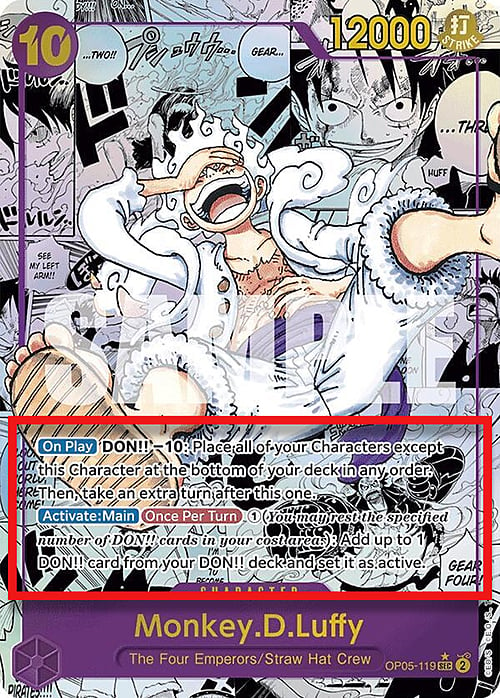 10
12000
打
STRIKE
...TWO!!
GEAR...
...THR
HUFF
SEE
MY LEFT
ARM!!
SAMPLE
On Play DON!! −10: Place all of your Characters except
this Character at the bottom of your deck in any order.
Then, take an extra turn after this one.
Activate:Main Once Per Turn ① (You may rest the specified
number of DON!! cards in your cost area.): Add up to 1
DON!! card from your DON!! deck and set it as active.
GEAR
FOUR!
BECOME
CHARACTER
Monkey.D.Luffy
The Four Emperors/Straw Hat Crew
OP05-119 SEC ★ 2
PIRATES!!!